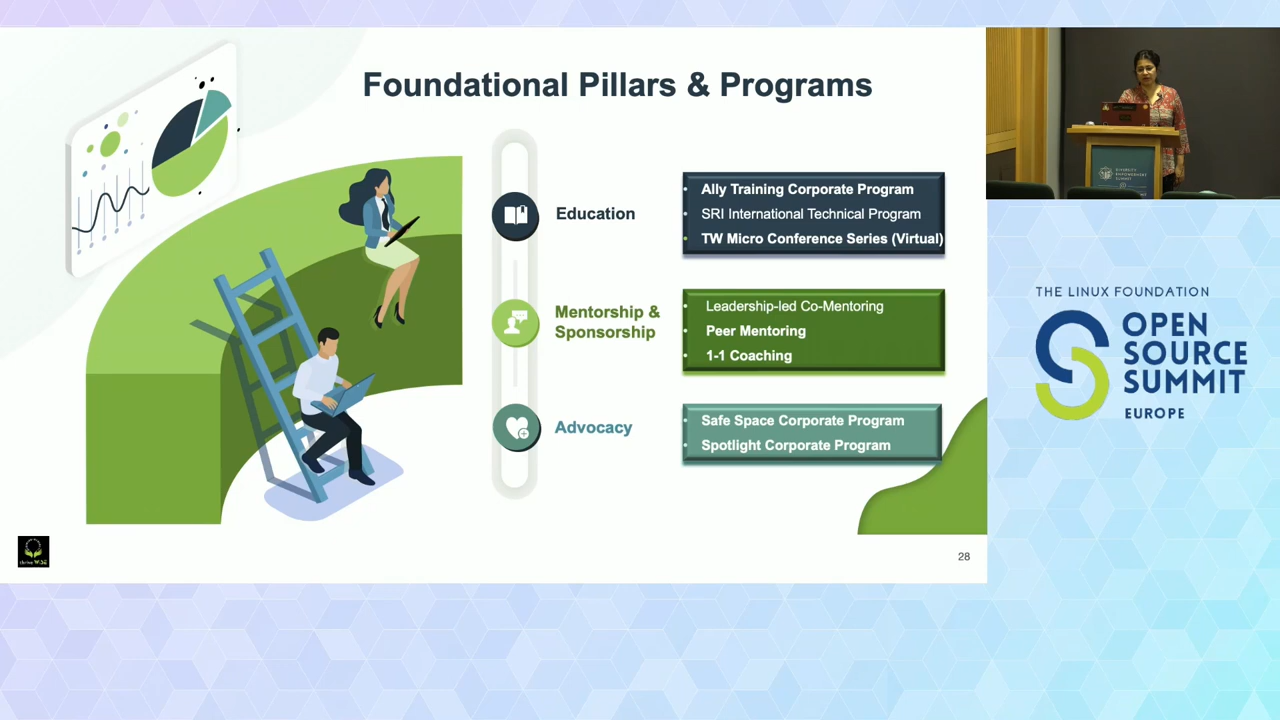 Foundational Pillars & Programs
Education
Ally Training Corporate Program
SRI International Technical Program
TW Micro Conference Series (Virtual)
Mentorship &
Sponsorship
Leadership-led Co-Mentoring
Peer Mentoring
1-1 Coaching
Advocacy
Safe Space Corporate Program
Spotlight Corporate Program
28
THE LINUX FOUNDATION
OPEN
SOURCE
SUMMIT
EUROPE